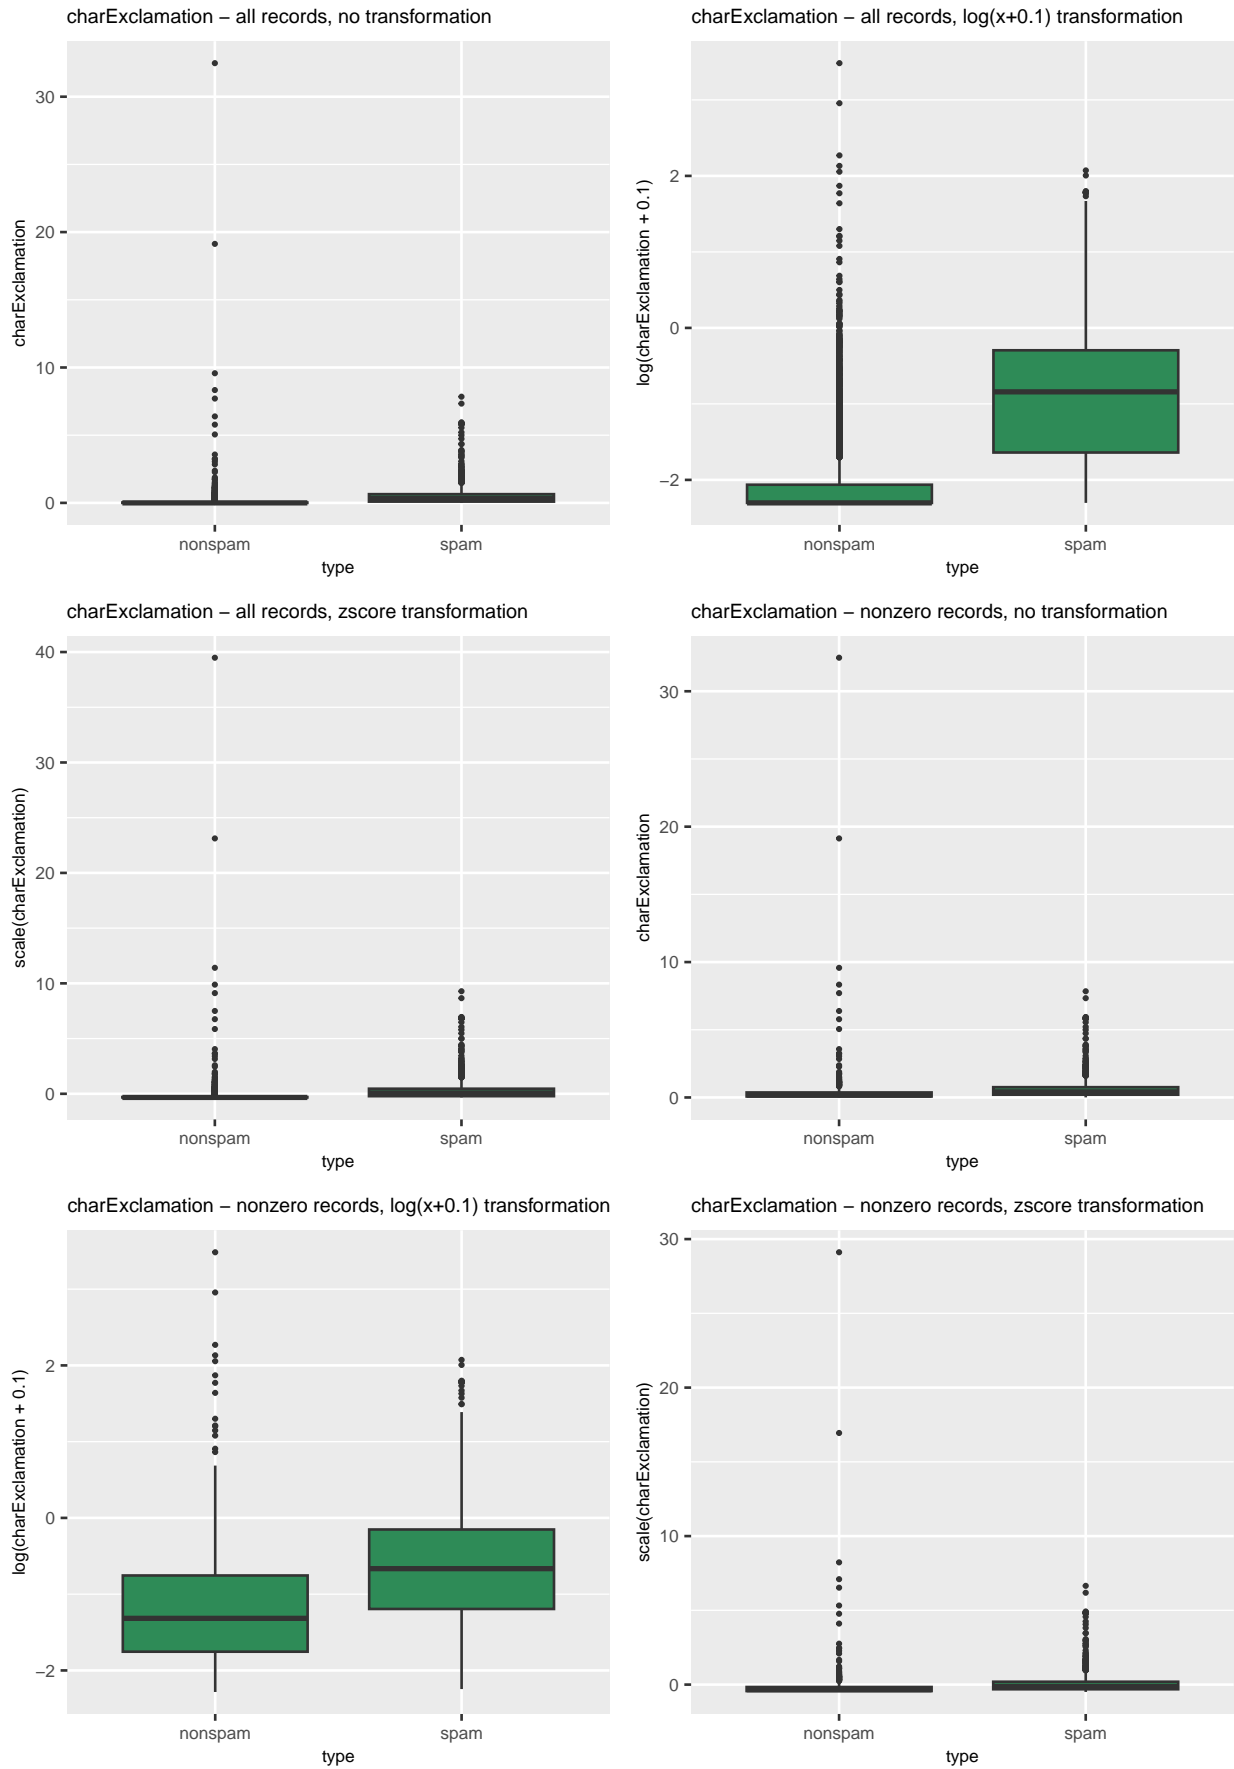 charExclamation – all records, no transformation
30
20
10
0
charExclamation
nonspam
spam
type
charExclamation – all records, log(x+0.1) transformation
2
0
−2
log(charExclamation + 0.1)
nonspam
spam
type
charExclamation – all records, zscore transformation
40
30
20
10
0
scale(charExclamation)
nonspam
spam
type
charExclamation – nonzero records, no transformation
30
20
10
0
charExclamation
nonspam
spam
type
charExclamation – nonzero records, log(x+0.1) transformation
2
0
−2
log(charExclamation + 0.1)
nonspam
spam
type
charExclamation – nonzero records, zscore transformation
30
20
10
0
scale(charExclamation)
nonspam
spam
type